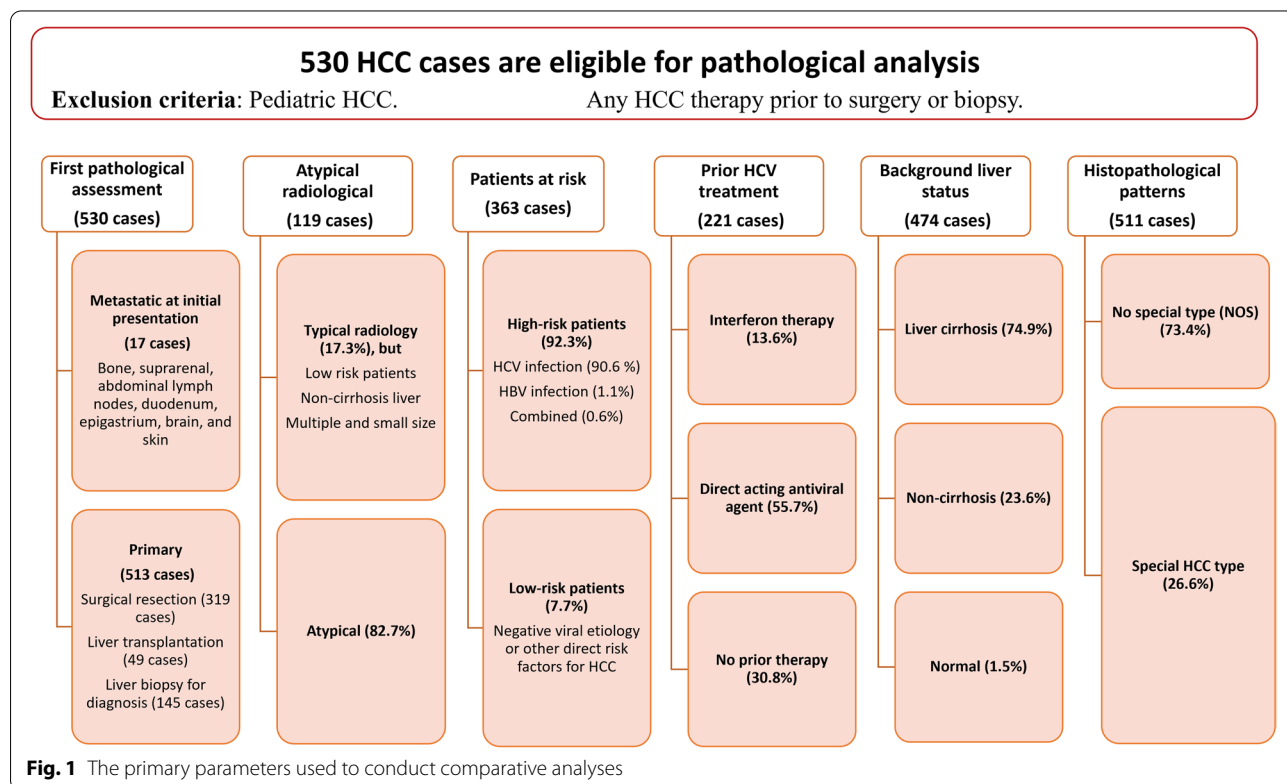 530 HCC cases are eligible for pathological analysis
Exclusion criteria: Pediatric HCC. Any HCC therapy prior to surgery or biopsy.
First pathological
assessment
(530 cases)
Metastatic at initial
presentation
(17 cases)
Bone, suprarenal,
abdominal lymph
nodes, duodenum,
epigastrium, brain, and
skin
Primary
(513 cases)
Surgical resection (319
cases)
Liver transplantation
(49 cases)
Liver biopsy for
diagnosis (145 cases)
Atypical
radiological
(119 cases)
Typical radiology
(17.3%), but
Low risk patients
Non-cirrhosis liver
Multiple and small size
Atypical (82.7%)
Patients at risk
(363 cases)
High-risk patients
(92.3%)
HCV infection (90.6 %)
HBV infection (1.1%)
Combined (0.6%)
Low-risk patients
(7.7%)
Negative viral etiology
or other direct risk
factors for HCC
Prior HCV
treatment
(221 cases)
Interferon therapy
(13.6%)
Direct acting antiviral
agent (55.7%)
No prior therapy
(30.8%)
Background liver
status
(474 cases)
Liver cirrhosis (74.9%)
Non-cirrhosis (23.6%)
Normal (1.5%)
Histopathological
patterns
(511 cases)
No special type (NOS)
(73.4%)
Special HCC type
(26.6%)
Fig. 1 The primary parameters used to conduct comparative analyses